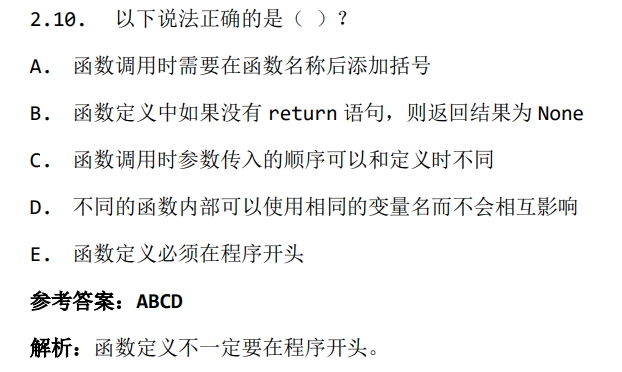 2.10. 以下说法正确的是（ ）？
A. 函数调用时需要在函数名称后添加括号
B. 函数定义中如果没有 return 语句，则返回结果为 None
C. 函数调用时参数传入的顺序可以和定义时不同
D. 不同的函数内部可以使用相同的变量名而不会相互影响
E. 函数定义必须在程序开头
参考答案：ABCD
解析：函数定义不一定要在程序开头。